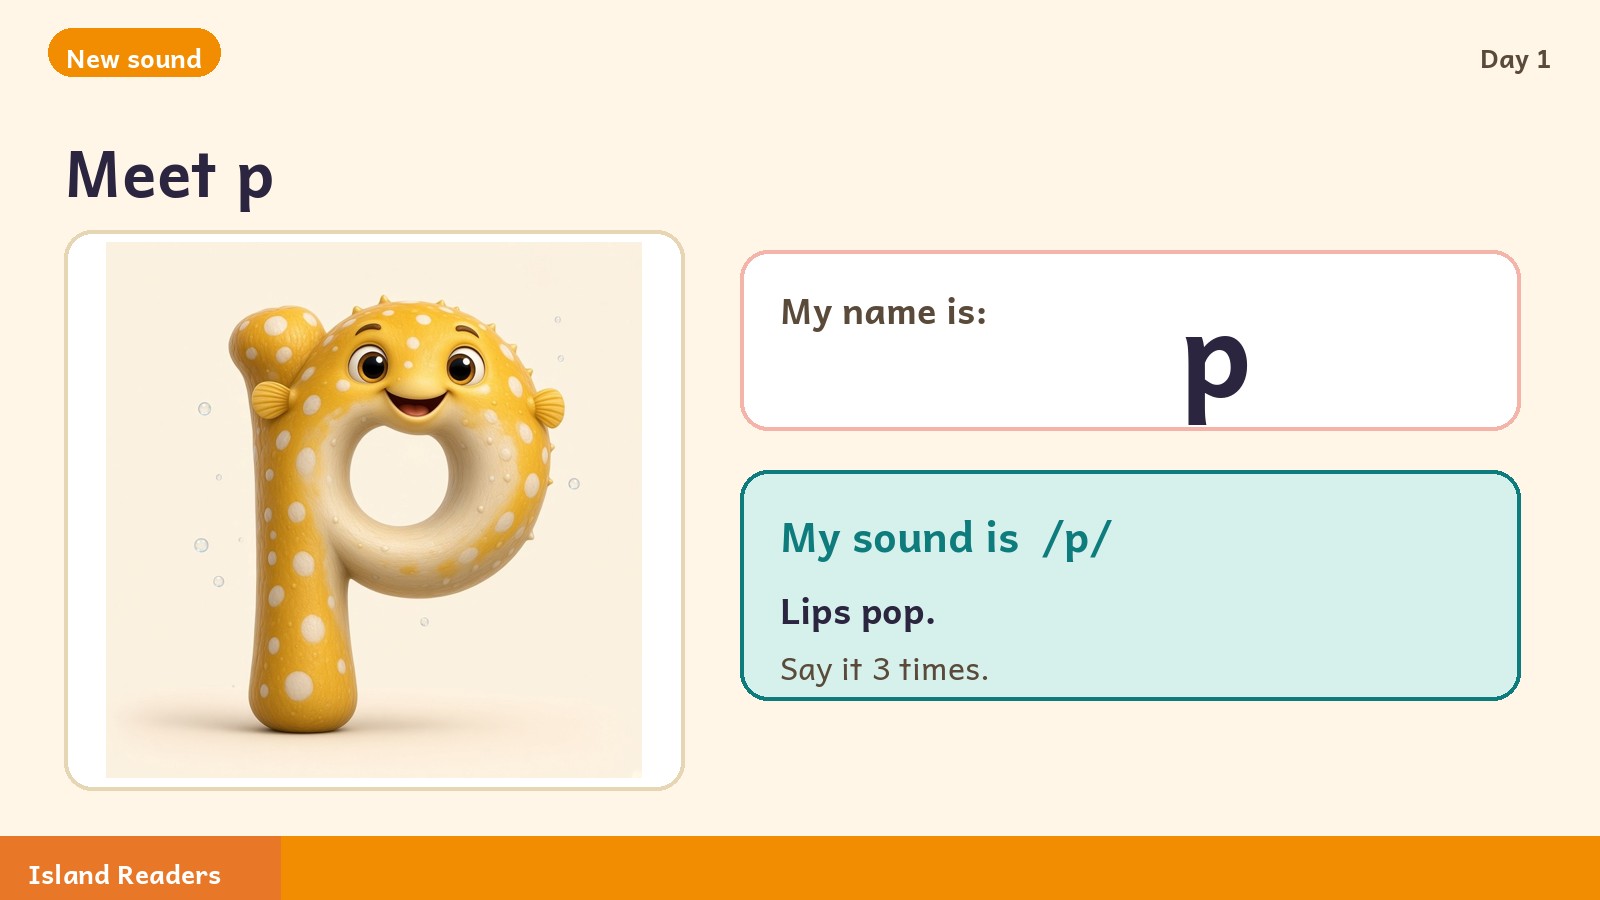 New sound
Day 1
Meet p
My name is:
p
My sound is /p/
Lips pop.
Say it 3 times.
Island Readers